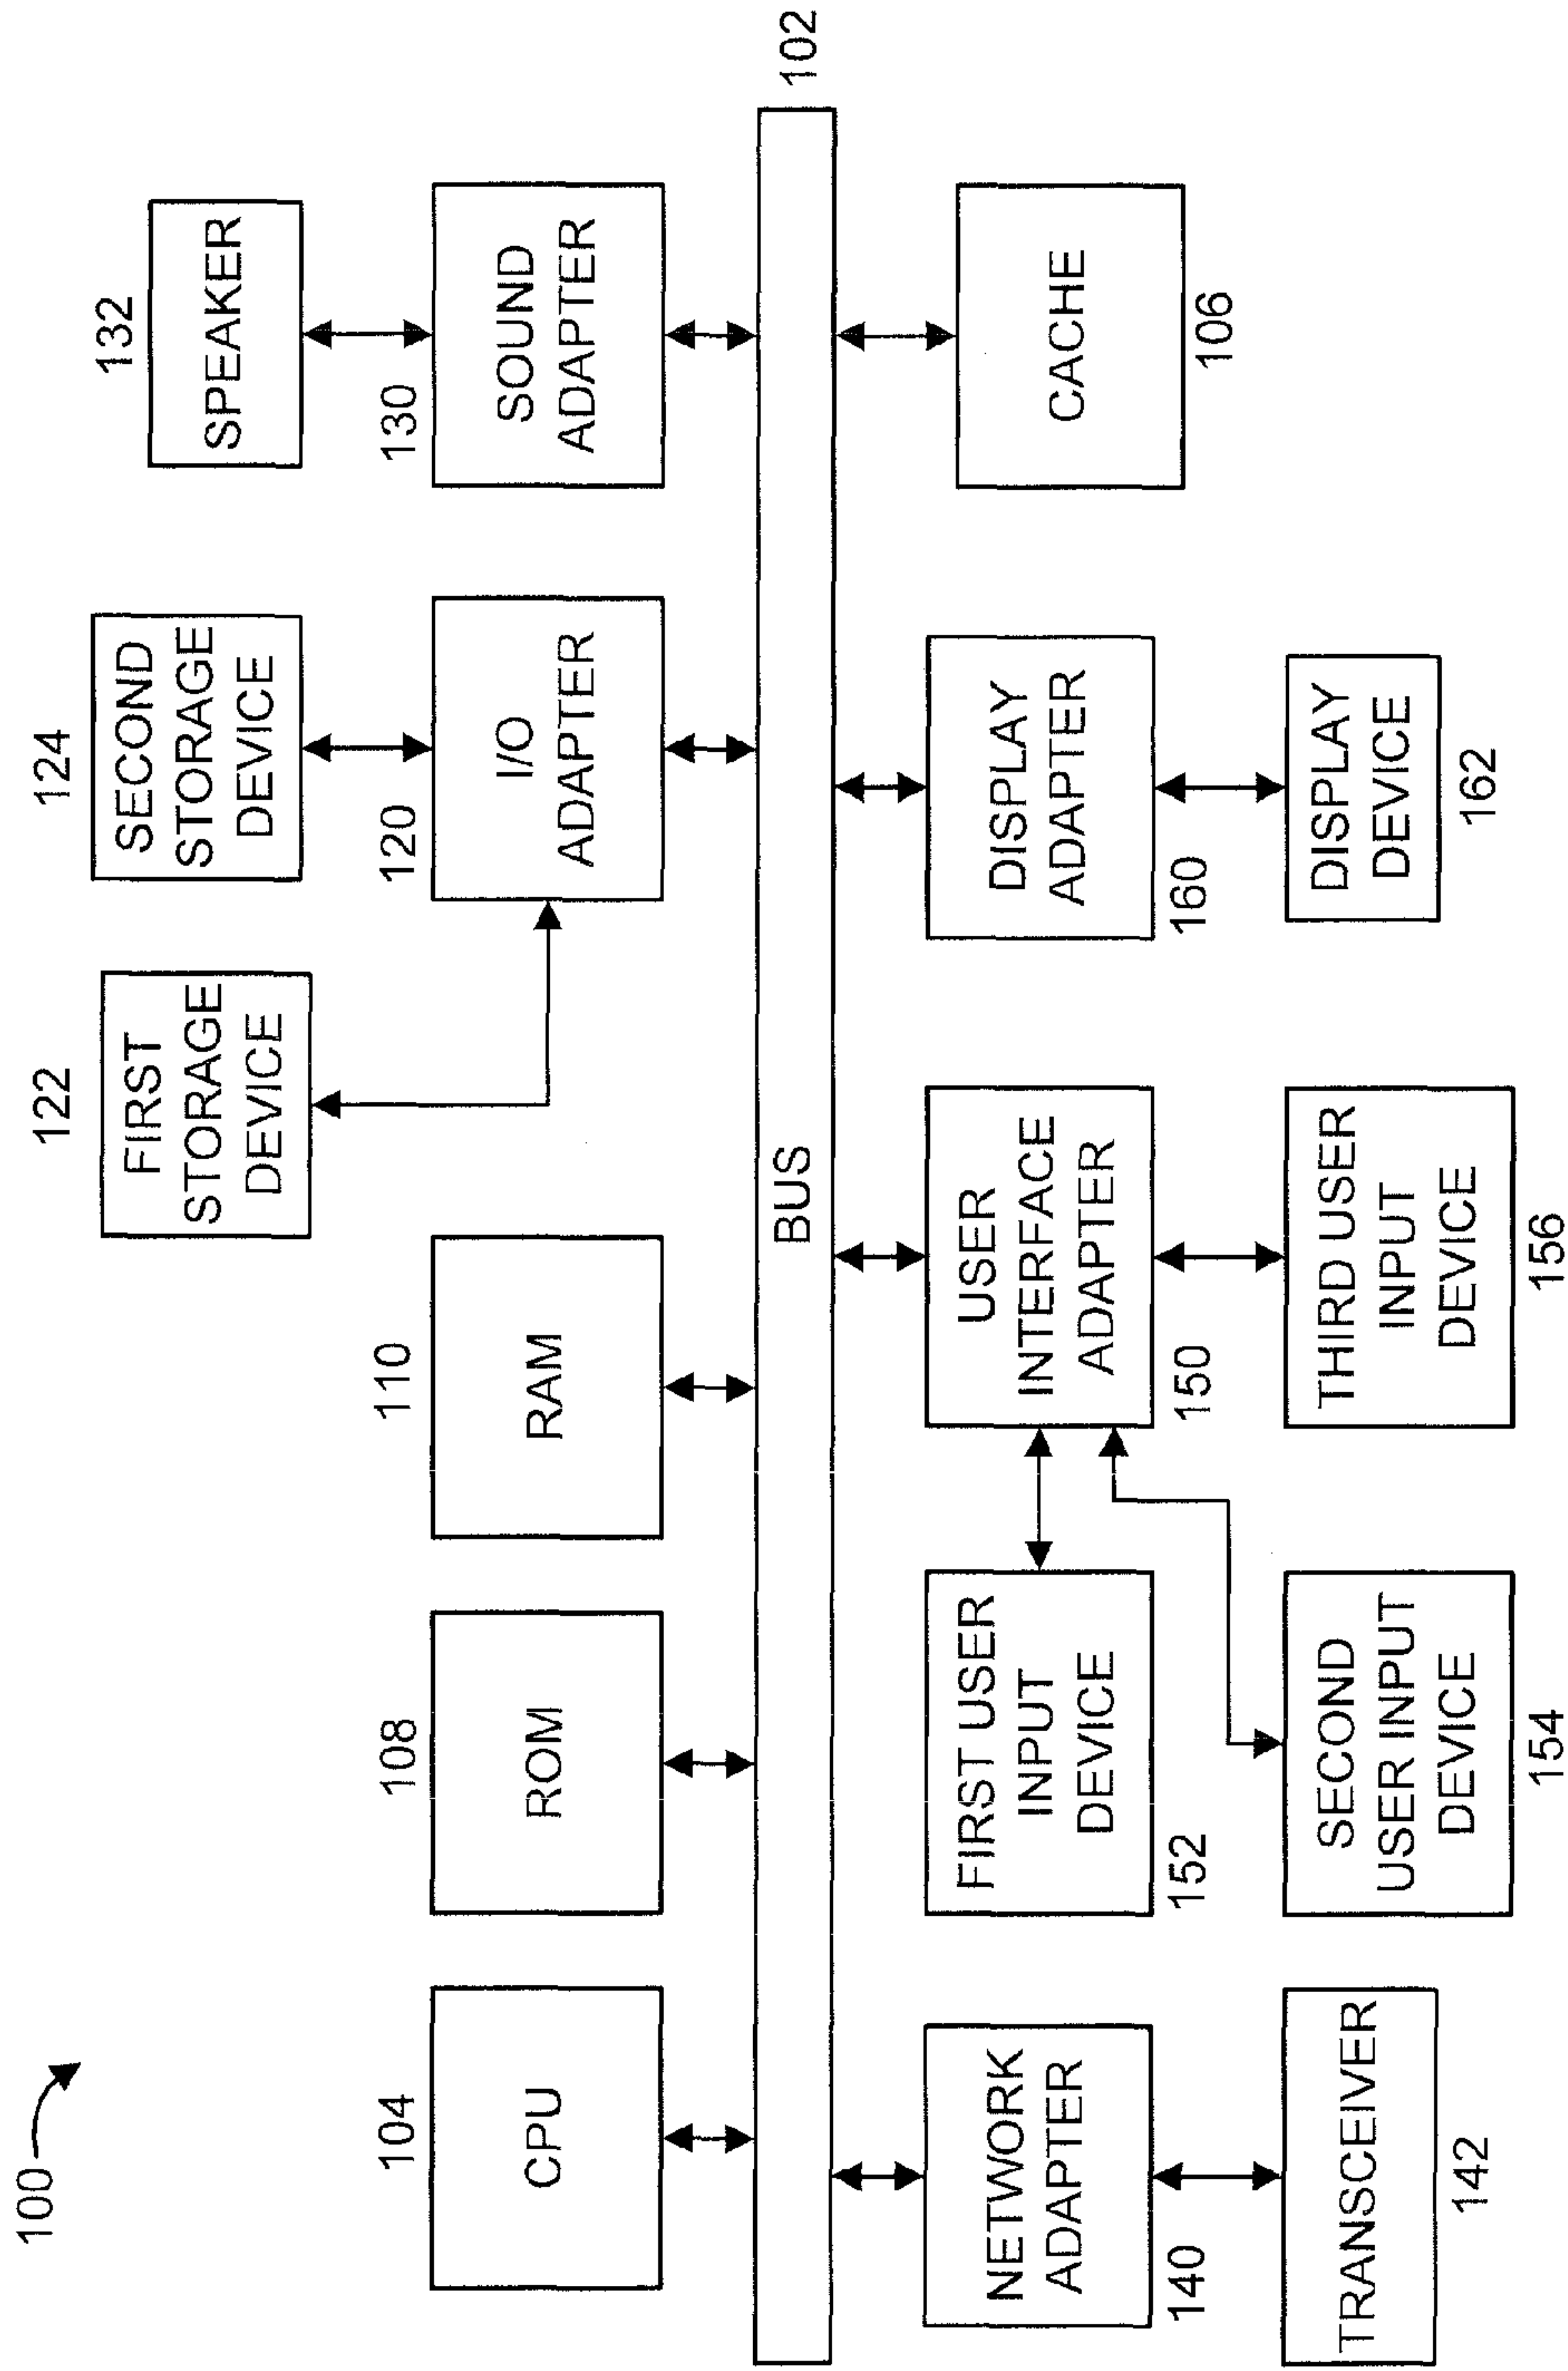 100
122
FIRST
STORAGE
DEVICE
124
SECOND
STORAGE
DEVICE
132
SPEAKER
104
CPU
108
ROM
110
RAM
120
I/O
ADAPTER
130
SOUND
ADAPTER
BUS
102
NETWORK
ADAPTER
140
FIRST USER
INPUT
DEVICE
152
USER
INTERFACE
ADAPTER
150
DISPLAY
ADAPTER
160
CACHE
106
TRANSCEIVER
142
SECOND
USER INPUT
DEVICE
154
THIRD USER
INPUT
DEVICE
156
DISPLAY
DEVICE
162